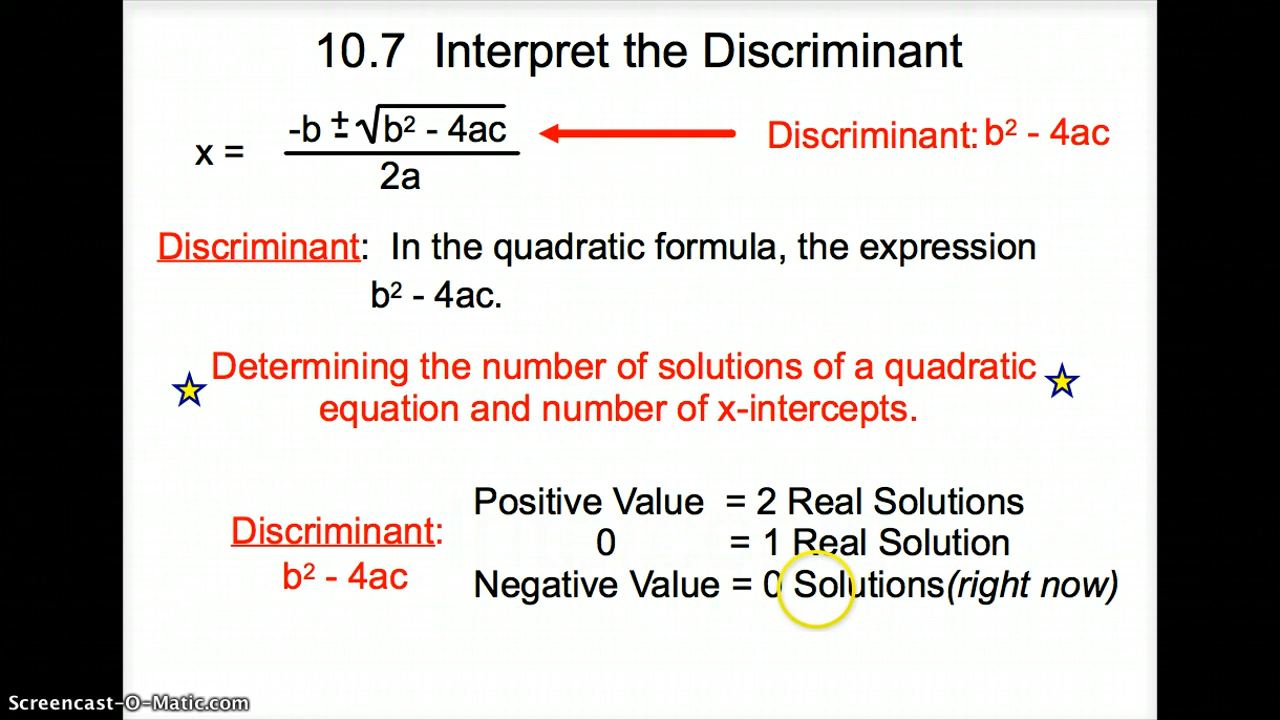 10.7 Interpret the Discriminant
x = -b ± √b² - 4ac
2a
Discriminant: b² - 4ac
Discriminant: In the quadratic formula, the expression
b² - 4ac.
Determining the number of solutions of a quadratic
equation and number of x-intercepts.
Discriminant:
b² - 4ac
Positive Value = 2 Real Solutions
0 = 1 Real Solution
Negative Value = 0 Solutions(right now)
Screencast-O-Matic.com